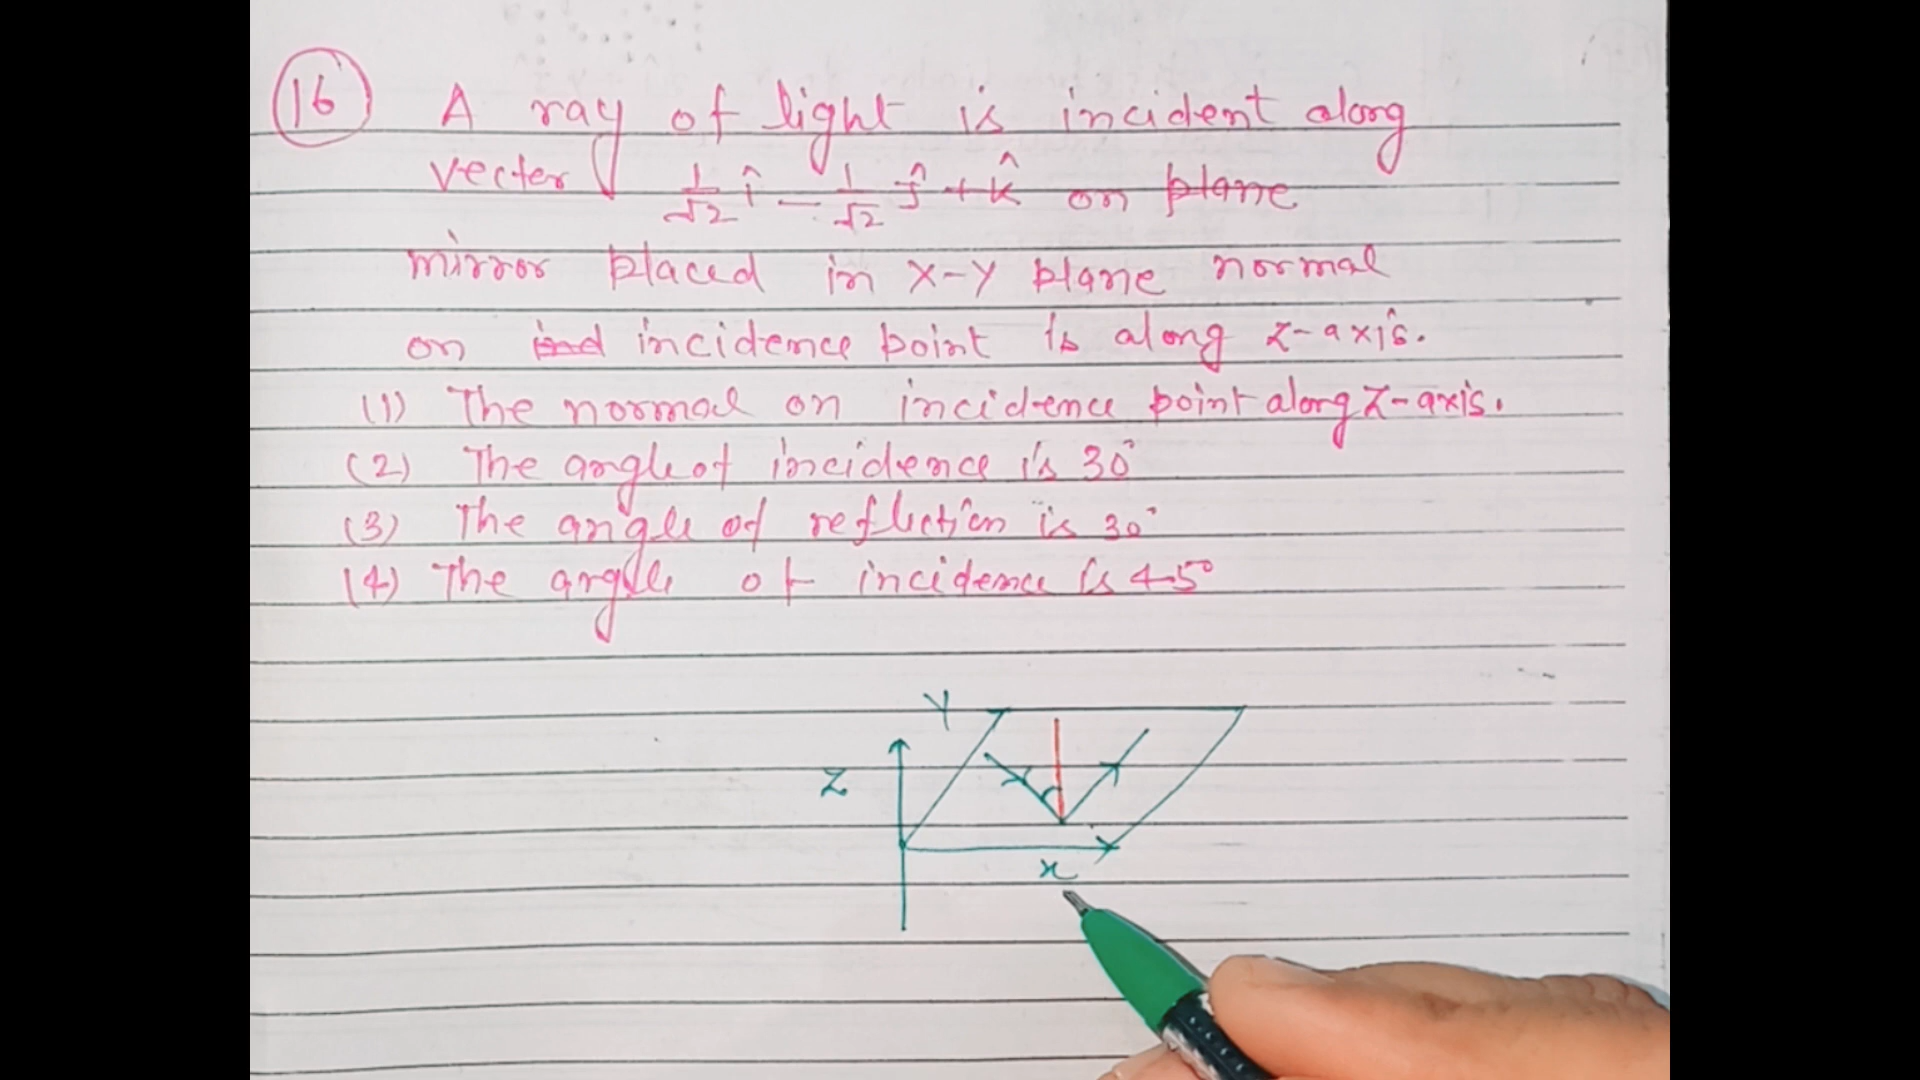 16 A ray of light is incident along
vecter 1/√2 î - 1/√2 ĵ + k̂ on plane
mirror placed in X-Y plane normal
on ind incidence point is along z-axis.
(1) The normal on incidence point along Z-axis.
(2) The angle of incidence is 30°
(3) The angle of reflection is 30°
(4) The angle of incidence is 45°
Y
Z
x